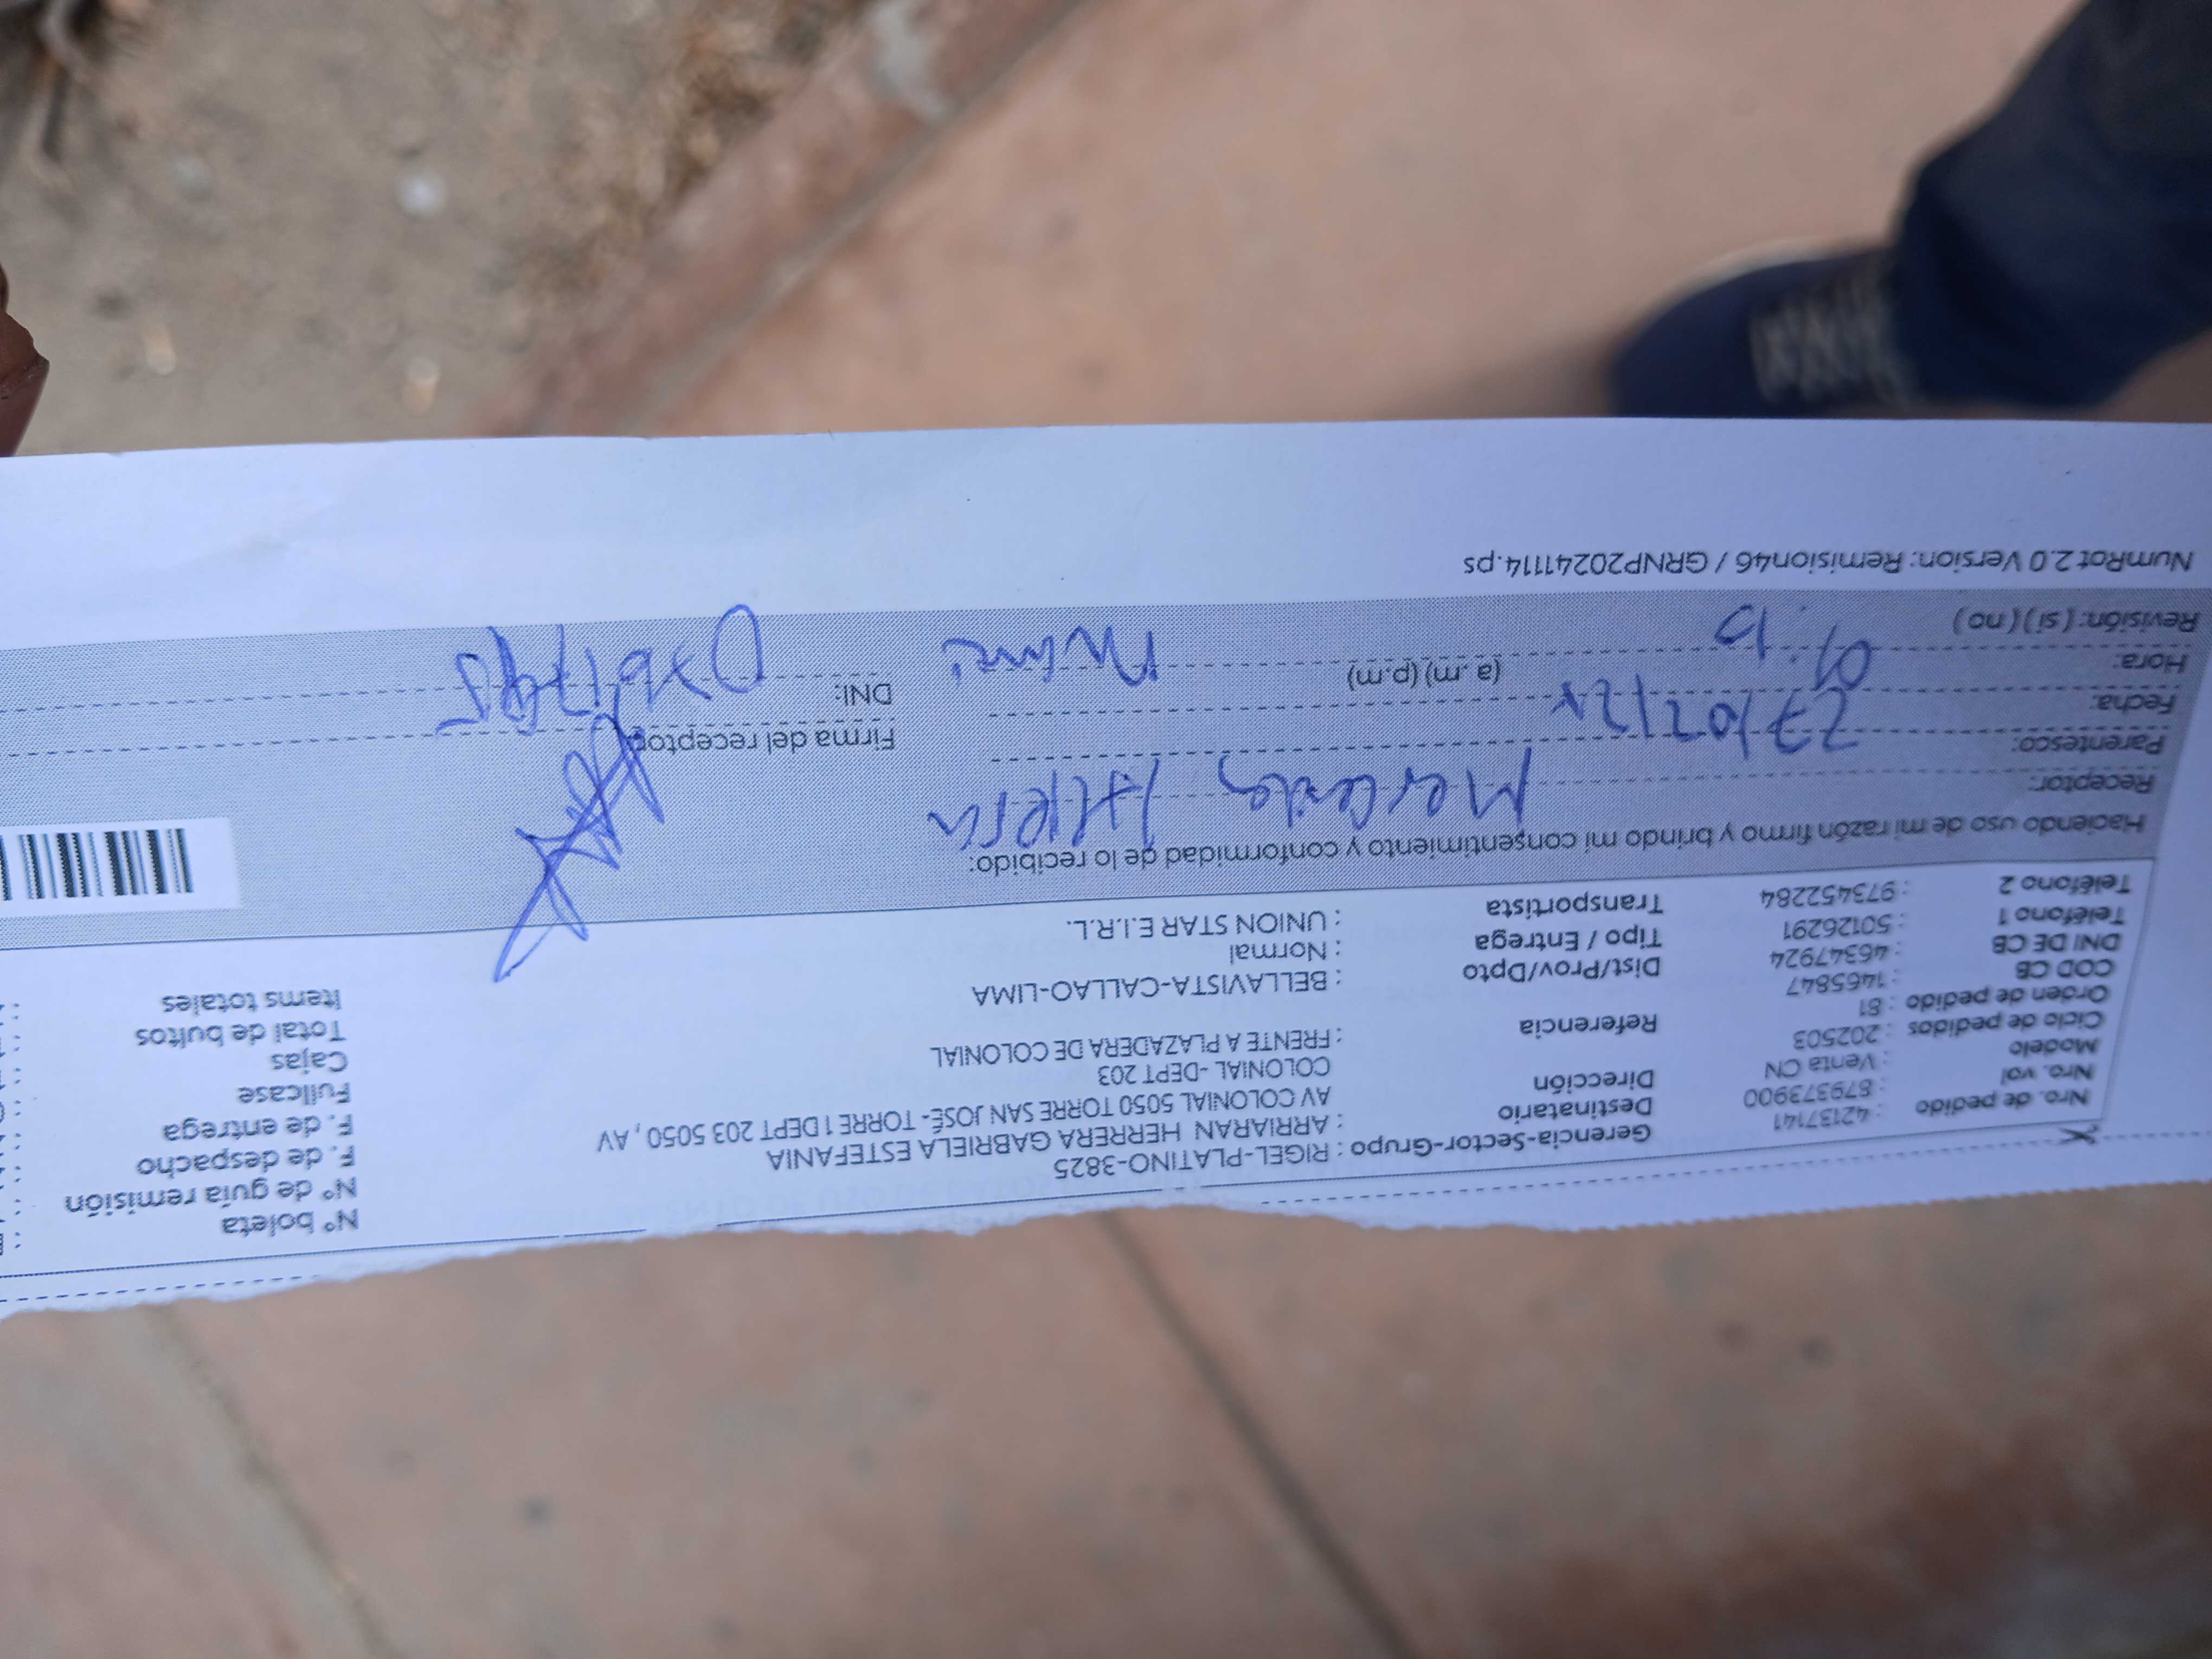 Nro. de pedido : 42137141
Nro. vol : 879373900
Modelo : Venta CN
Ciclo de pedidos : 202503
Orden de pedido : 81
COD CB : 1465847
DNI DE CB : 46347924
Teléfono 1 : 50126291
Teléfono 2 : 973452284
Gerencia-Sector-Grupo : RIGEL-PLATINO-3825
Destinatario : ARRIARAN HERRERA GABRIELA ESTEFANIA
Dirección AV COLONIAL 5050 TORRE SAN JOSÉ- TORRE 1 DEPT 203 5050 , AV
COLONIAL -DEPT 203
Referencia : FRENTE A PLAZADERA DE COLONIAL
Dist/Prov/Dpto : BELLAVISTA-CALLAO-LIMA
Tipo / Entrega : Normal
Transportista : UNION STAR E.I.R.L.
N° boleta :
N° de guía remisión :
F. de despacho :
F. de entrega :
Fullcase :
Cajas :
Total de bultos :
Items totales :
Haciendo uso de mi razón firmo y brindo mi consentimiento y conformidad de lo recibido:
Receptor: Mercedes
Parentesco:
Fecha: 27/02/25
Hora: (a.m) (p.m)
Revisión: ( si ) ( no )
Firma del receptor:
DNI:
NumRot 2.0 Version: Remision46 / GRNP20241114.ps